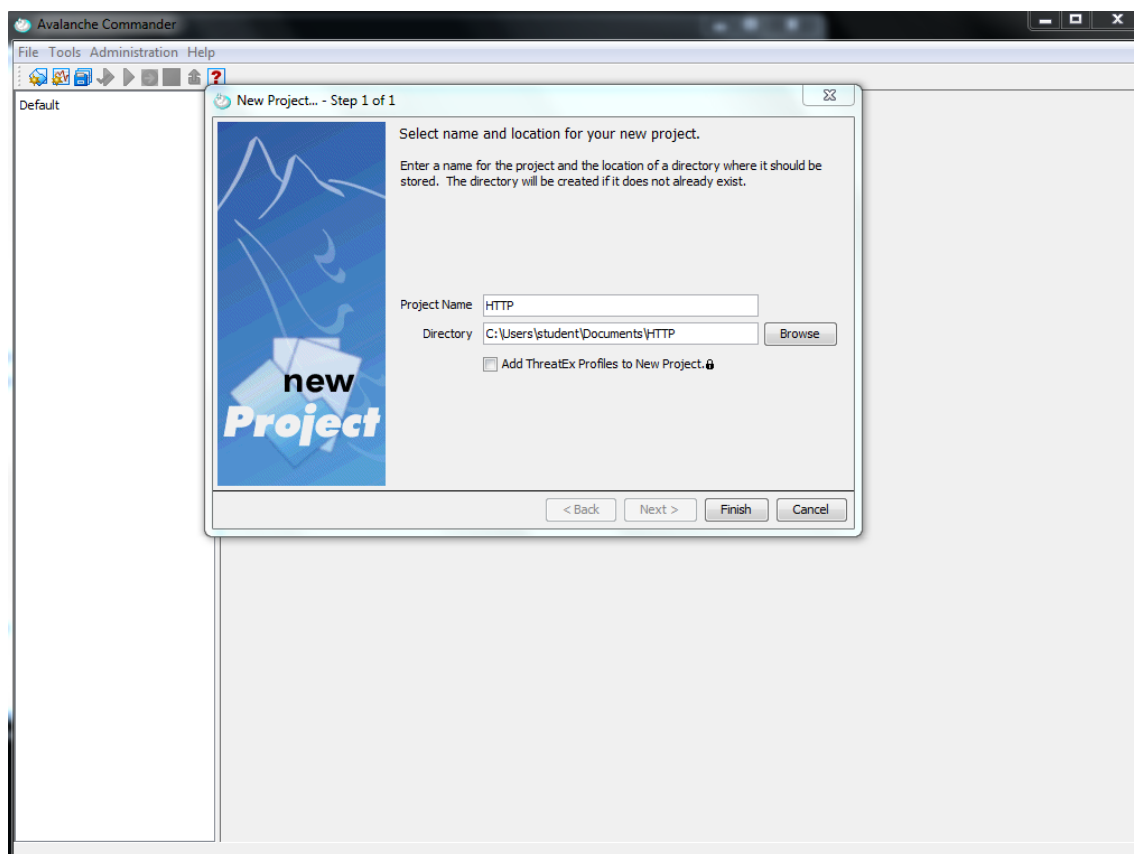 Avalanche Commander
File Tools Administration Help
Default
New Project... - Step 1 of 1
Select name and location for your new project.
Enter a name for the project and the location of a directory where it should be
stored. The directory will be created if it does not already exist.
Project Name HTTP
Directory C:\Users\student\Documents\HTTP Browse
Add ThreatEx Profiles to New Project.
new
Project
< Back Next > Finish Cancel